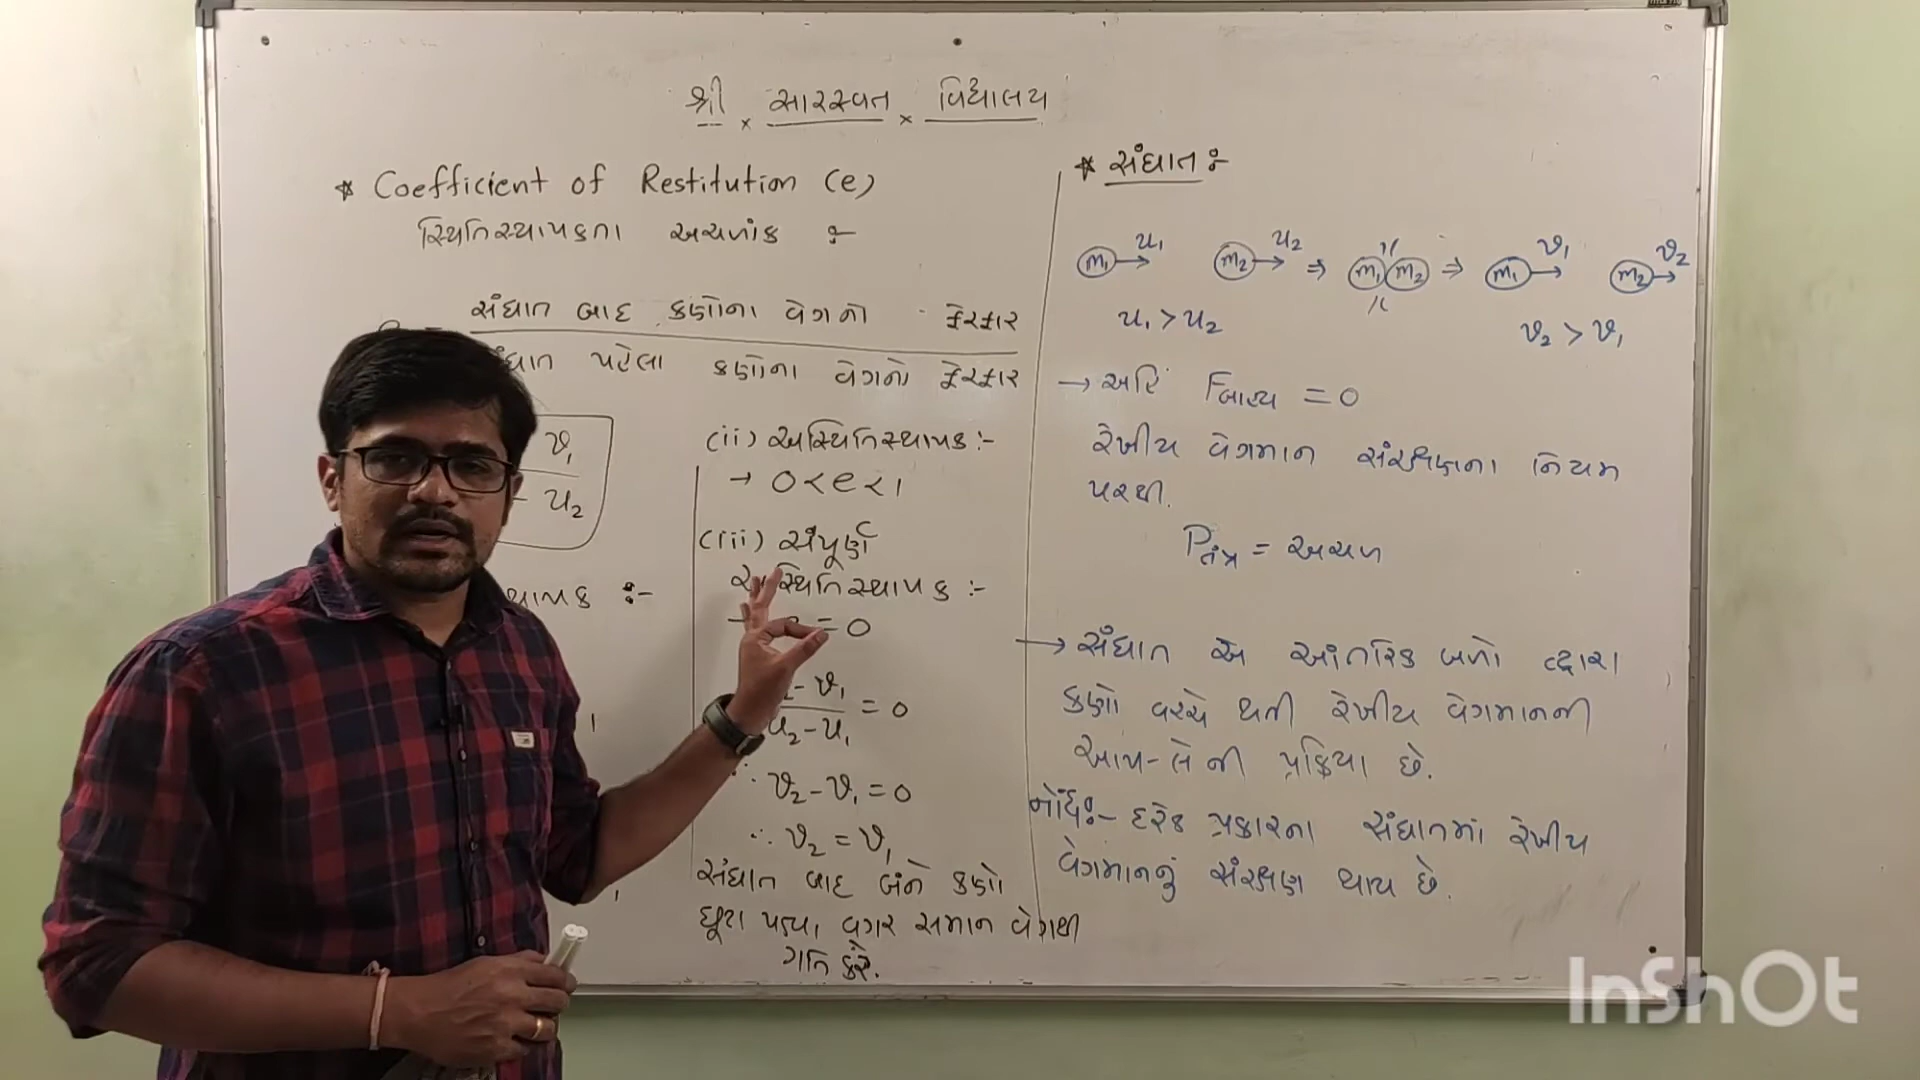 શ્રી × સારસ્વત × વિદ્યાલય
* Coefficient of Restitution (e)
સ્થિતિસ્થાપકતા અચળાંક :-
સંઘાત બાદ કણોના વેગનો ફેરફાર
પહેલા કણોના વેગનો ફેરફાર
v₁
- u₂
:-
(ii) અસ્થિતિસ્થાપક :-
→ 0<e<1
(iii) સંપૂર્ણ
અસ્થિતિસ્થાપક :-
= 0
- v₁
u₂-u₁ = 0
∴ v₂-v₁ = 0
∴ v₂ = v₁
સંઘાત બાદ બંને કણો
છૂટા પડ્યા વગર સમાન વેગથી
ગતિ કરે.
* સંઘાત :-
m₁ → u₁ m₂ → u₂ ⇒ m₁ m₂ ⇒ m₁ → v₁ m₂ → v₂
u₁ > u₂ v₂ > v₁
→ અહિં Fબાહ્ય = 0
રેખીય વેગમાન સંરક્ષણના નિયમ
પરથી.
Pતંત્ર = અચળ
→ સંઘાત એ આંતરિક બળો દ્વારા
કણો વચ્ચે થતી રેખીય વેગમાનની
આપ-લે ની પ્રક્રિયા છે.
નોંધ:- દરેક પ્રકારના સંઘાતમાં રેખીય
વેગમાનનું સંરક્ષણ થાય છે.
InShOt